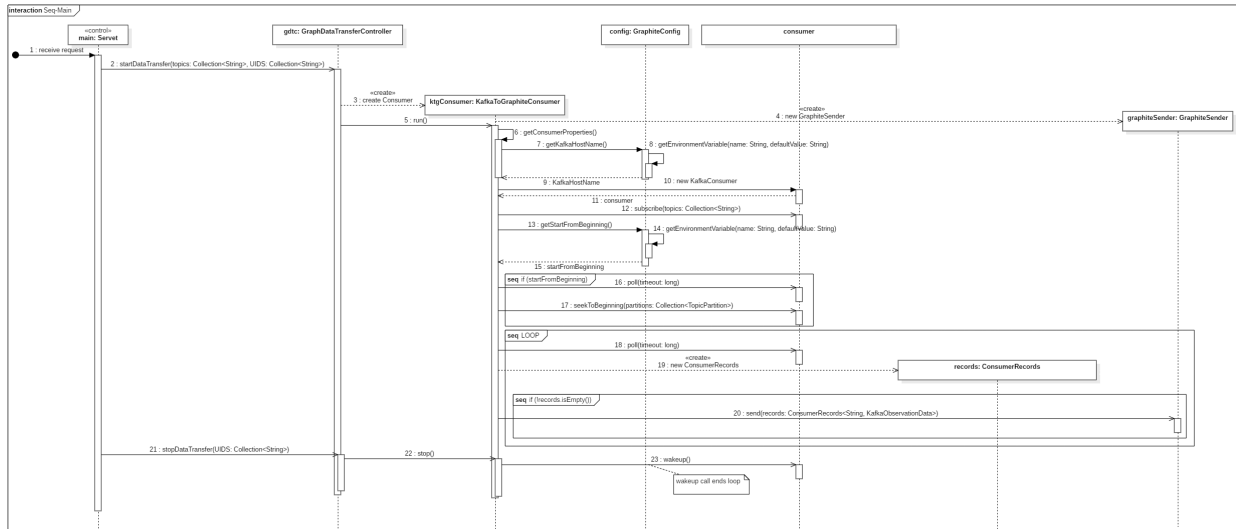 interaction Seq-Main
«control»
main: Servet
gdtc: GraphDataTransferController
config: GraphiteConfig
consumer
1 : receive request
2 : startDataTransfer(topics: Collection<String>, UIDS: Collection<String>)
«create»
3 : create Consumer
ktgConsumer: KafkaToGraphiteConsumer
«create»
4 : new GraphiteSender
graphiteSender: GraphiteSender
5 : run()
6 : getConsumerProperties()
7 : getKafkaHostName()
8 : getEnvironmentVariable(name: String, defaultValue: String)
9 : KafkaHostName
10 : new KafkaConsumer
11 : consumer
12 : subscribe(topics: Collection<String>)
13 : getStartFromBeginning()
14 : getEnvironmentVariable(name: String, defaultValue: String)
15 : startFromBeginning
seq if (startFromBeginning)
16 : poll(timeout: long)
17 : seekToBeginning(partitions: Collection<TopicPartition>)
seq LOOP
18 : poll(timeout: long)
«create»
19 : new ConsumerRecords
records: ConsumerRecords
seq if (!records.isEmpty())
20 : send(records: ConsumerRecords<String, KafkaObservationData>)
21 : stopDataTransfer(UIDS: Collection<String>)
22 : stop()
23 : wakeup()
wakeup call ends loop